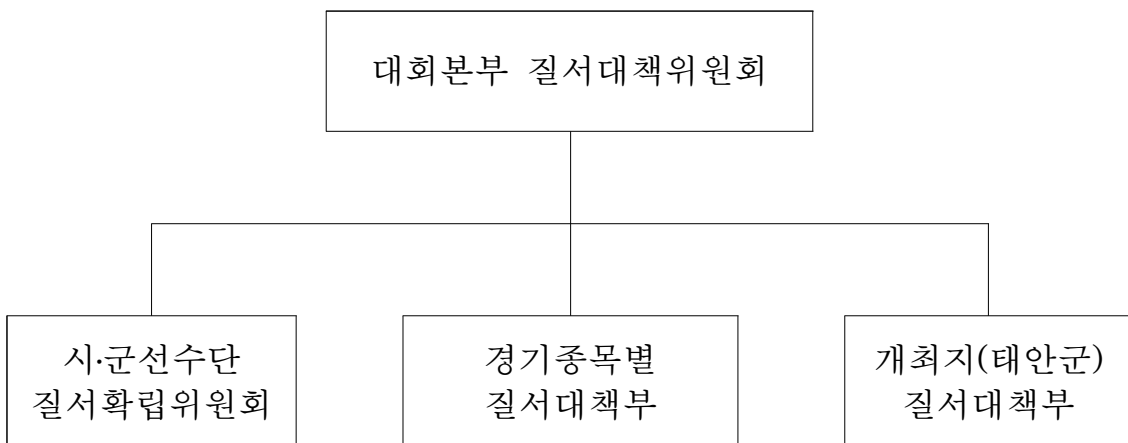 대회본부 질서대책위원회
시·군선수단
질서확립위원회
경기종목별
질서대책부
개최지(태안군)
질서대책부